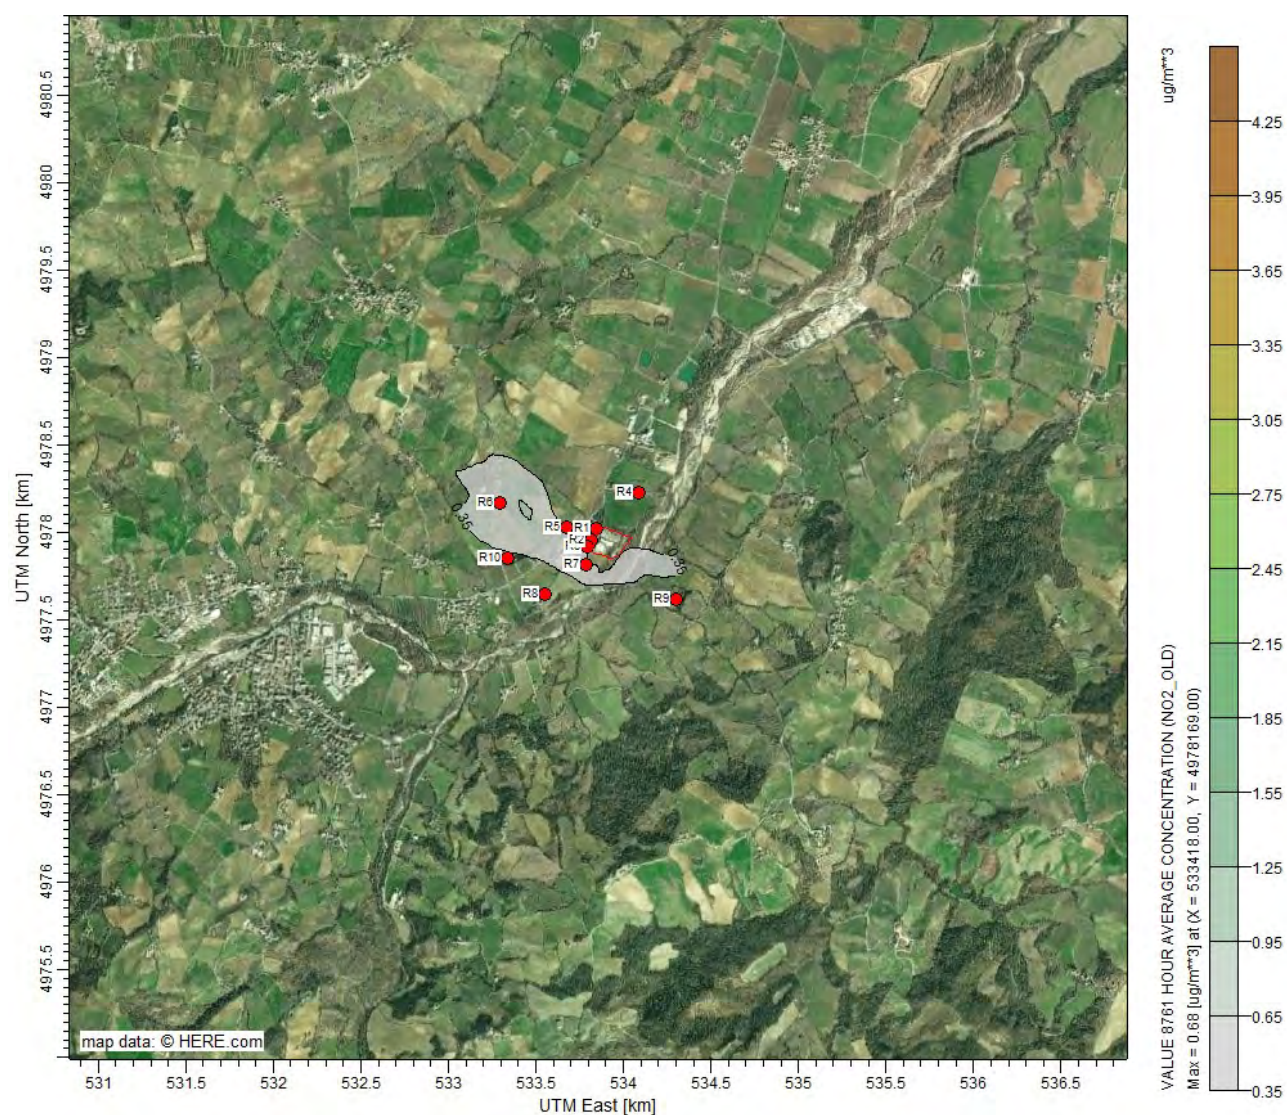 ug/m**3
4980.5
4980
4979.5
4979
4978.5
4978
4977.5
4977
4976.5
4976
4975.5
UTM North [km]
R4
R6
R5
R1
R2
R10
R7
R8
R9
0.35
0.35
map data: © HERE.com
531
531.5
532
532.5
533
533.5
534
534.5
535
535.5
536
536.5
UTM East [km]
VALUE 8761 HOUR AVERAGE CONCENTRATION (NO2_OLD)
Max = 0.68 [ug/m**3] at (X = 533418.00, Y = 4978169.00)
4.25
3.95
3.65
3.35
3.05
2.75
2.45
2.15
1.85
1.55
1.25
0.95
0.65
0.35